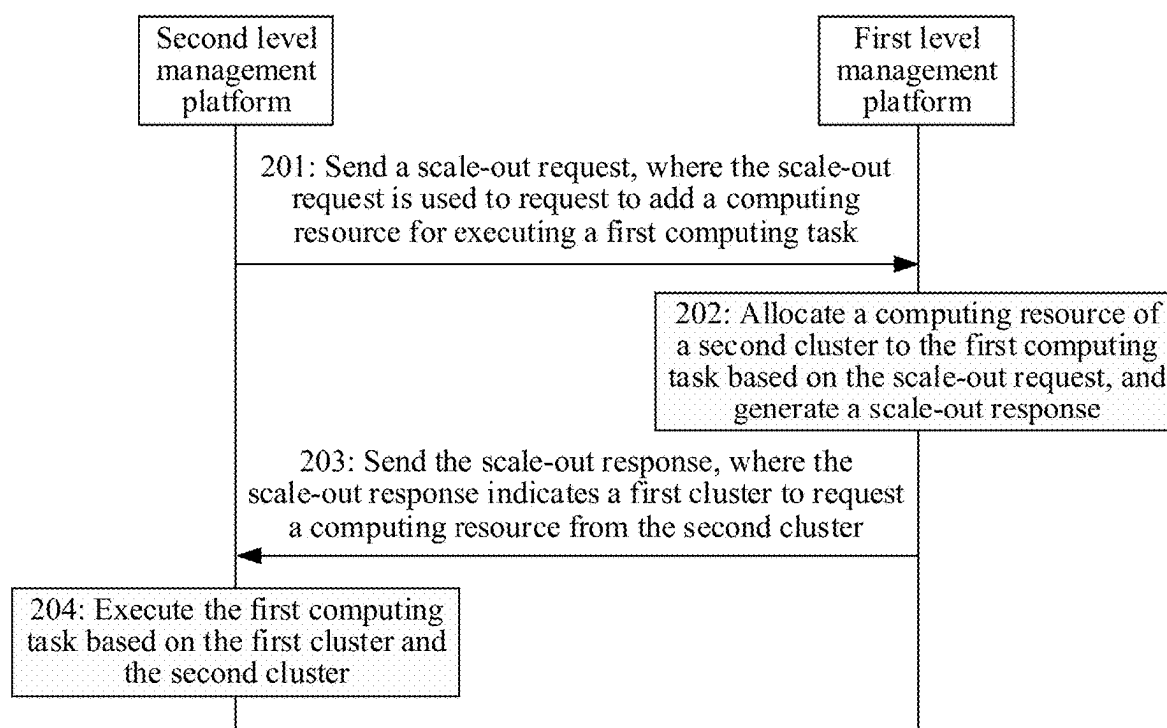 Second level
management
platform
First level
management
platform
201: Send a scale-out request, where the scale-out
request is used to request to add a computing
resource for executing a first computing task
202: Allocate a computing resource of
a second cluster to the first computing
task based on the scale-out request, and
generate a scale-out response
203: Send the scale-out response, where the
scale-out response indicates a first cluster to request
a computing resource from the second cluster
204: Execute the first computing
task based on the first cluster and
the second cluster